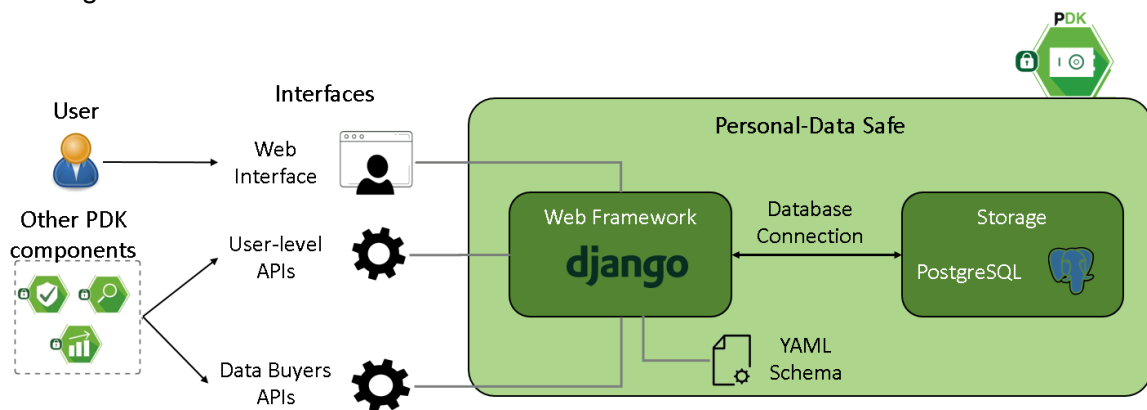 g
PDK
Interfaces
User
Web
Interface
Personal-Data Safe
Other PDK
components
User-level
APIs
Data Buyers
APIs
Web Framework
django
Database
Connection
Storage
PostgreSQL
YAML
Schema